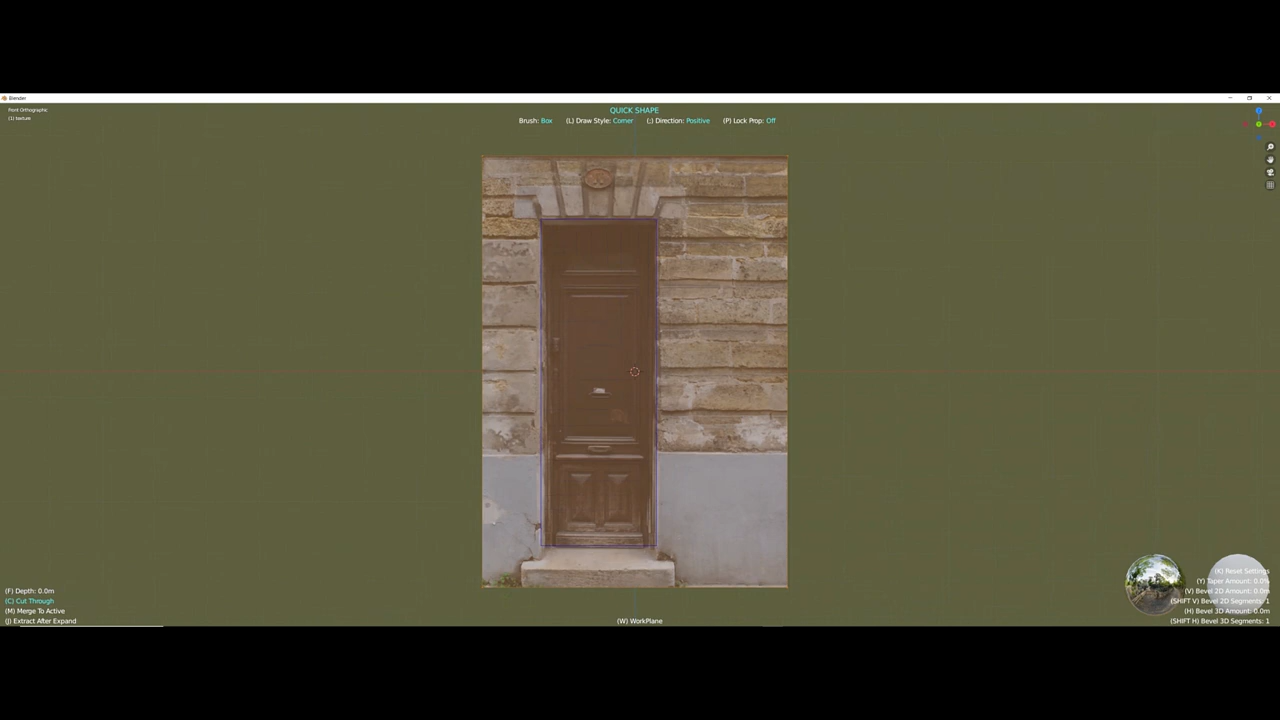 Blender
Point Orthographic
(1) texture
QUICK SHAPE
Brush: Box (L) Draw Style: Corner (;) Direction: Positive (P) Lock Prop: Off
(F) Depth: 0.0m
(C) Cut Through
(M) Merge To Active
(J) Extract After Expand
(W) WorkPlane
(K) Reset Settings
(Y) Taper Amount: 0.0%
(V) Bevel 2D Amount: 0.0m
(SHIFT V) Bevel 2D Segments: 1
(H) Bevel 3D Amount: 0.0m
(SHIFT H) Bevel 3D Segments: 1